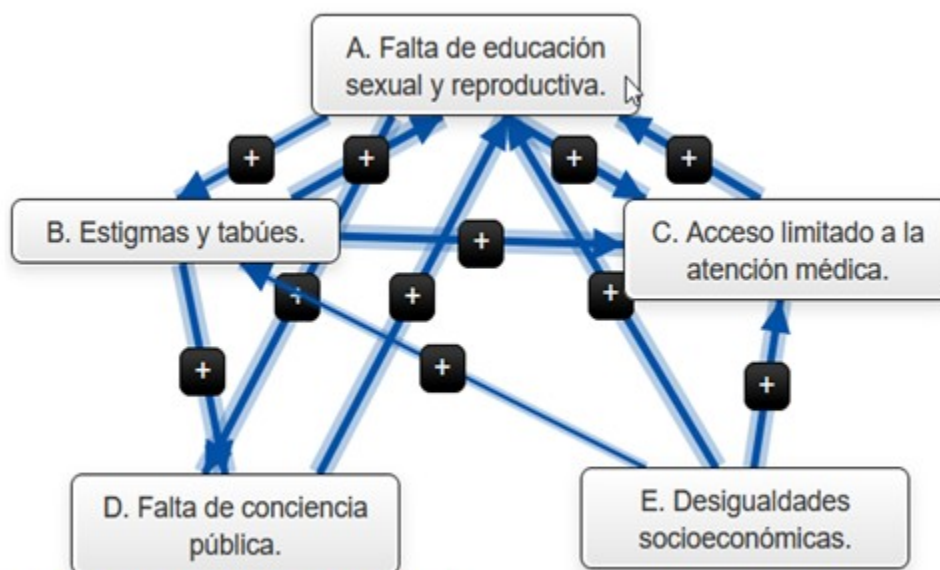 A. Falta de educación
sexual y reproductiva.
+
+
+
+
B. Estigmas y tabúes.
+
C. Acceso limitado a la
atención médica.
+
+
+
+
+
+
D. Falta de conciencia
pública.
E. Desigualdades
socioeconómicas.